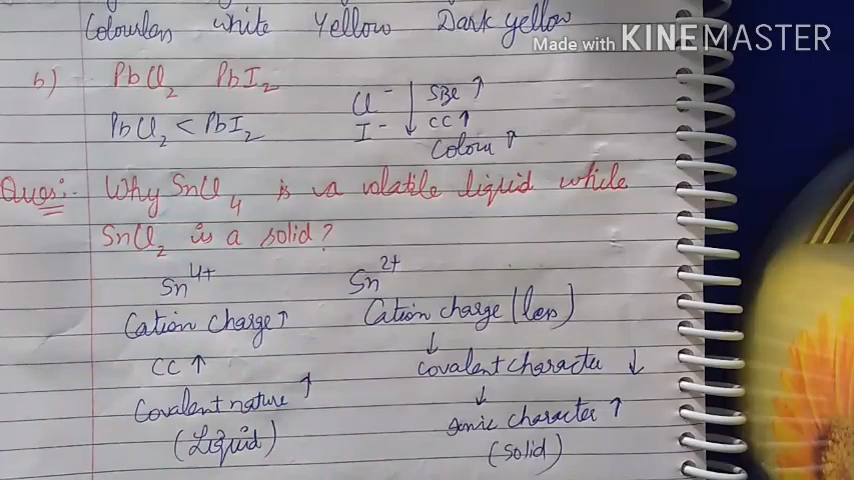 Colourless white Yellow Dark yellow
Made with KINEMASTER
b) PbCl2 PbI2
Cl- ↓ Size ↑
PbCl2 < PbI2
I- CC ↑
Colour ↑
Ques:- Why SnCl4 is a volatile liquid while
SnCl2 is a solid?
Sn4+ Sn2+
Cation Charge ↑ Cation charge (less)
↓
CC ↑ Covalent character ↓
↓
Covalent nature ↑ Ionic character ↑
(Liquid) (Solid)